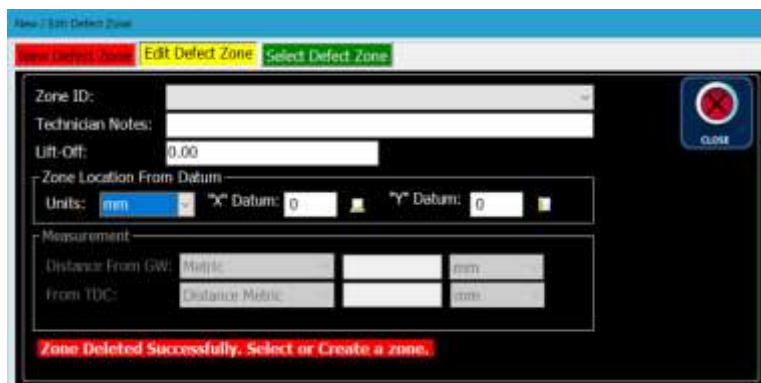 New / Edit Defect Zone
New Defect Zone Edit Defect Zone Select Defect Zone
Zone ID:
Technician Notes:
CLOSE
Lift-Off: 0.00
Zone Location From Datum
Units: mm "X" Datum: 0 "Y" Datum: 0
Measurement
Distance From GW: Metric mm
From TDC: Distance Metric mm
Zone Deleted Successfully. Select or Create a zone.